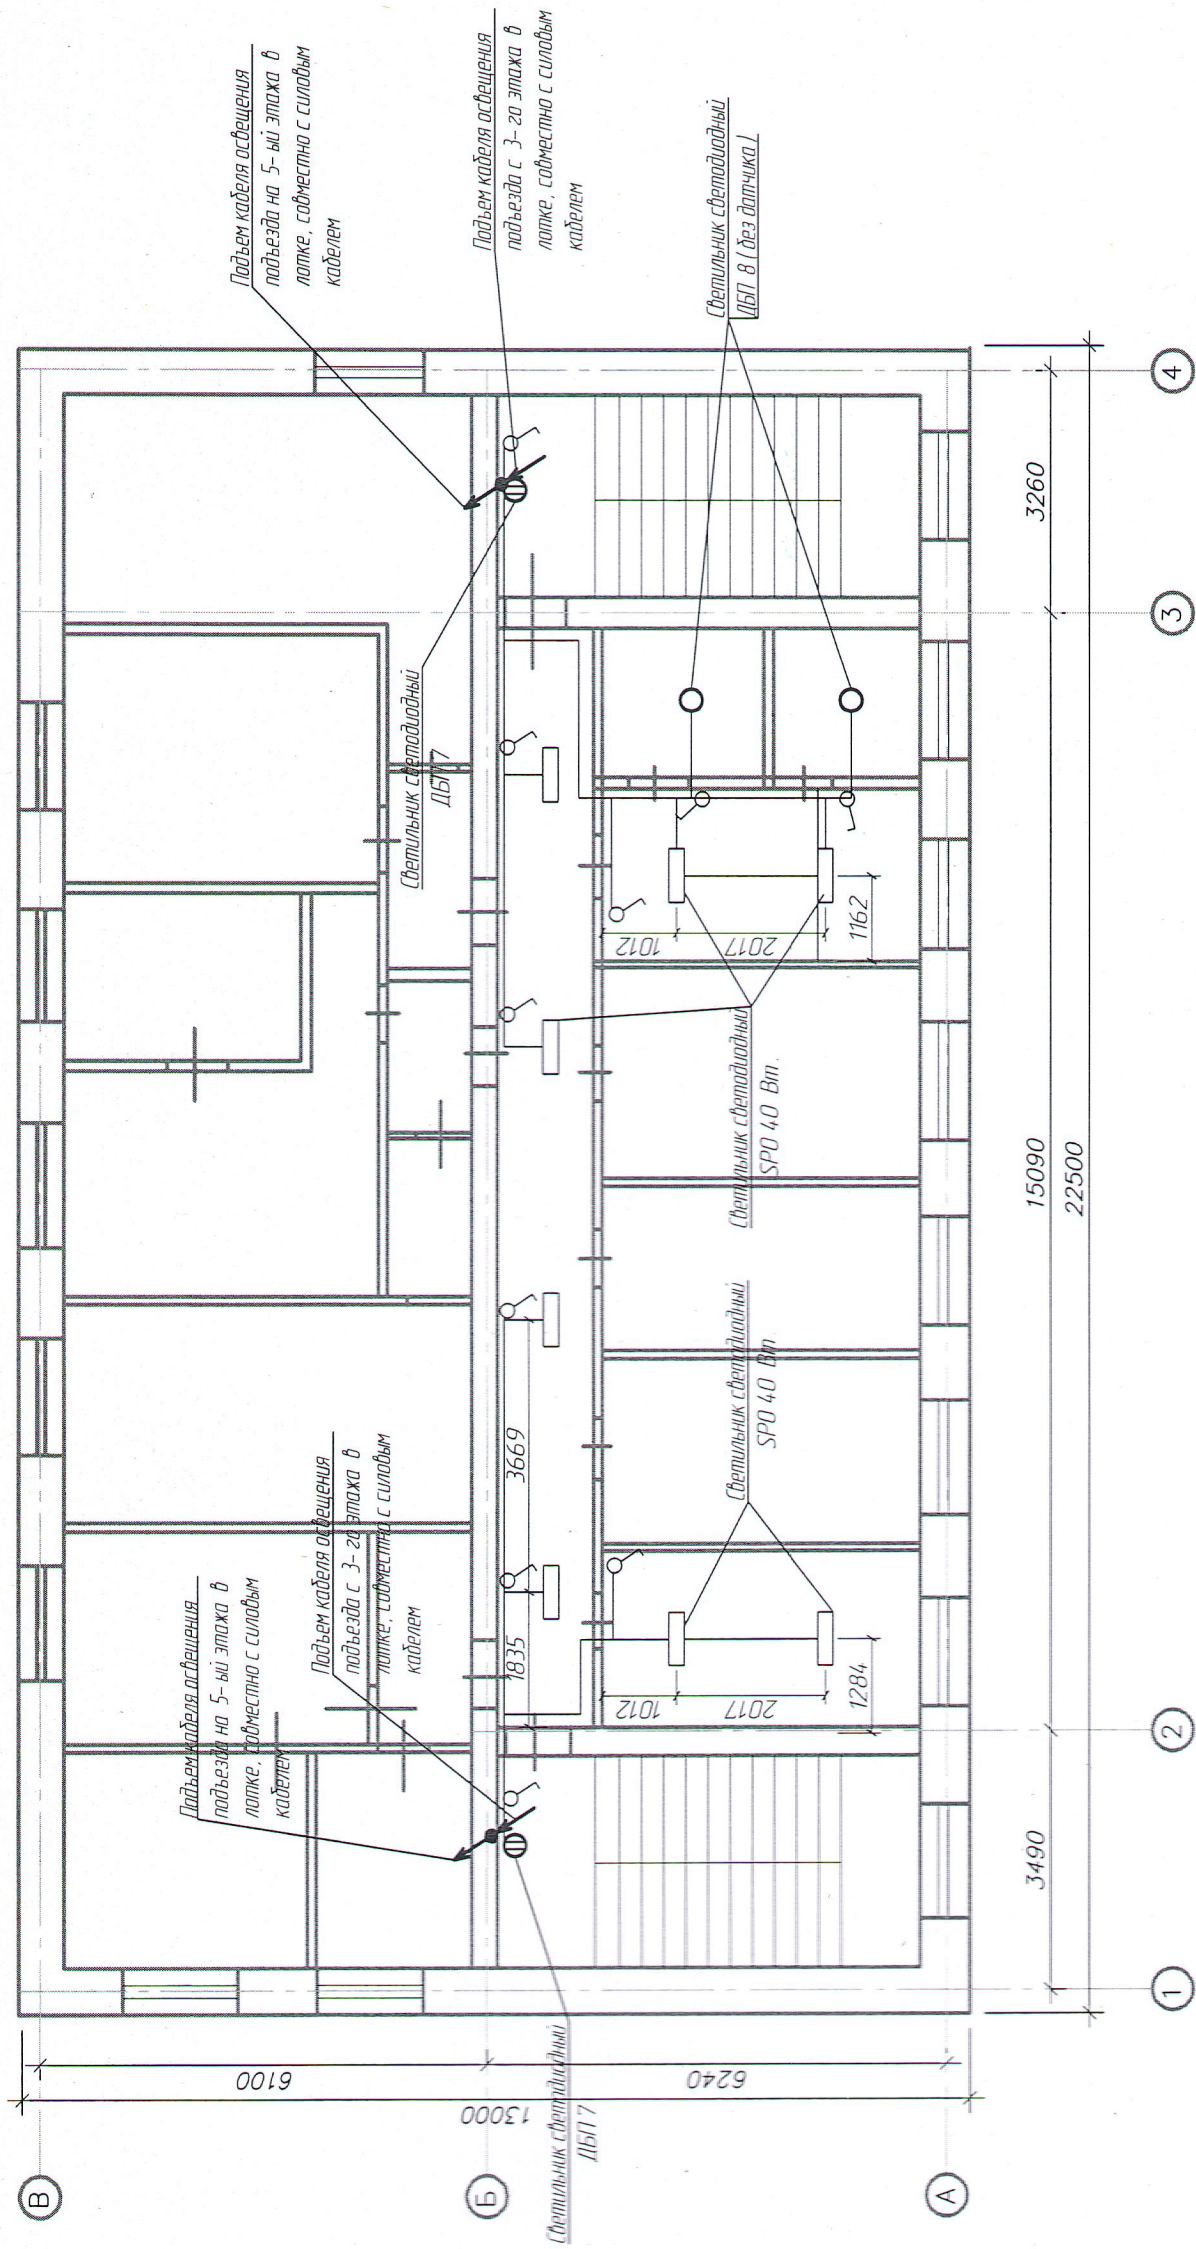 Подъем кабеля освещения
подъезда на 5- ый этажа в
лотке, совместно с силовым
кабелем
Подъем кабеля освещения
подъезда с 3- го этажа в
лотке, совместно с силовым
кабелем
Светильник светодиодный
ДБП 8 ( без датчика )
Светильник светодиодный
ДБП 7
Светильник светодиодный
SPO 40 Вт.
Светильник светодиодный
SPO 40 Вт.
Подъем кабеля освещения
подъезда с 3- го этажа в
лотке, совместно с силовым
кабелем
Подъем кабеля освещения
подъезда на 5- ый этажа в
лотке, совместно с силовым
кабелем
Светильник светодиодный
ДБП 7
1835
3669
1012
2017
1284
1012
2017
1162
6100
6240
13000
3490
15090
3260
22500
В
Б
А
1
2
3
4